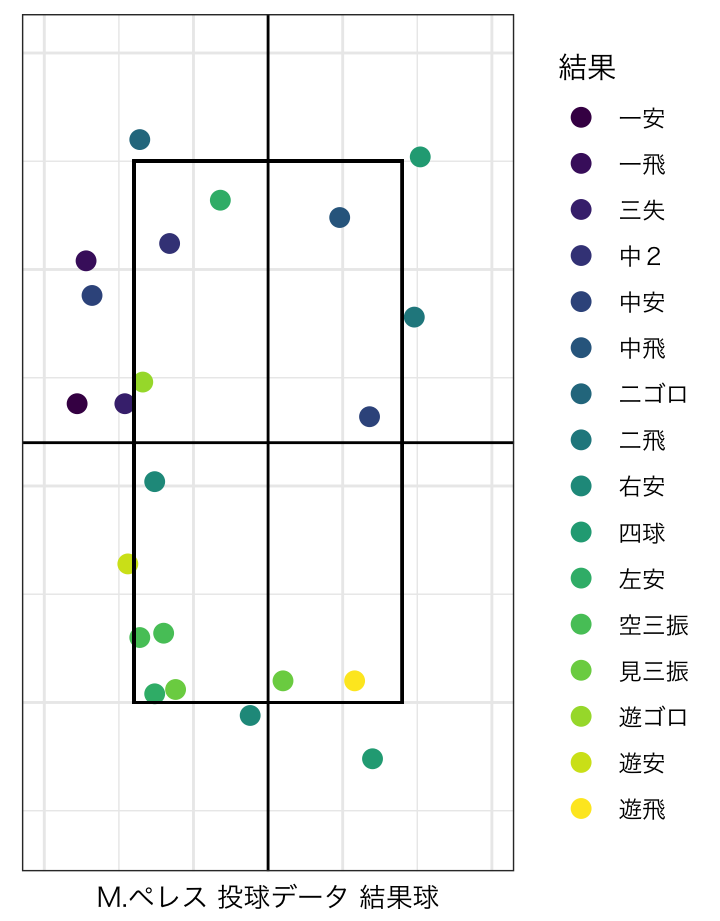 結果
一安
一飛
三失
中２
中安
中飛
二ゴロ
二飛
右安
四球
左安
空三振
見三振
遊ゴロ
遊安
遊飛
M.ペレス 投球データ 結果球